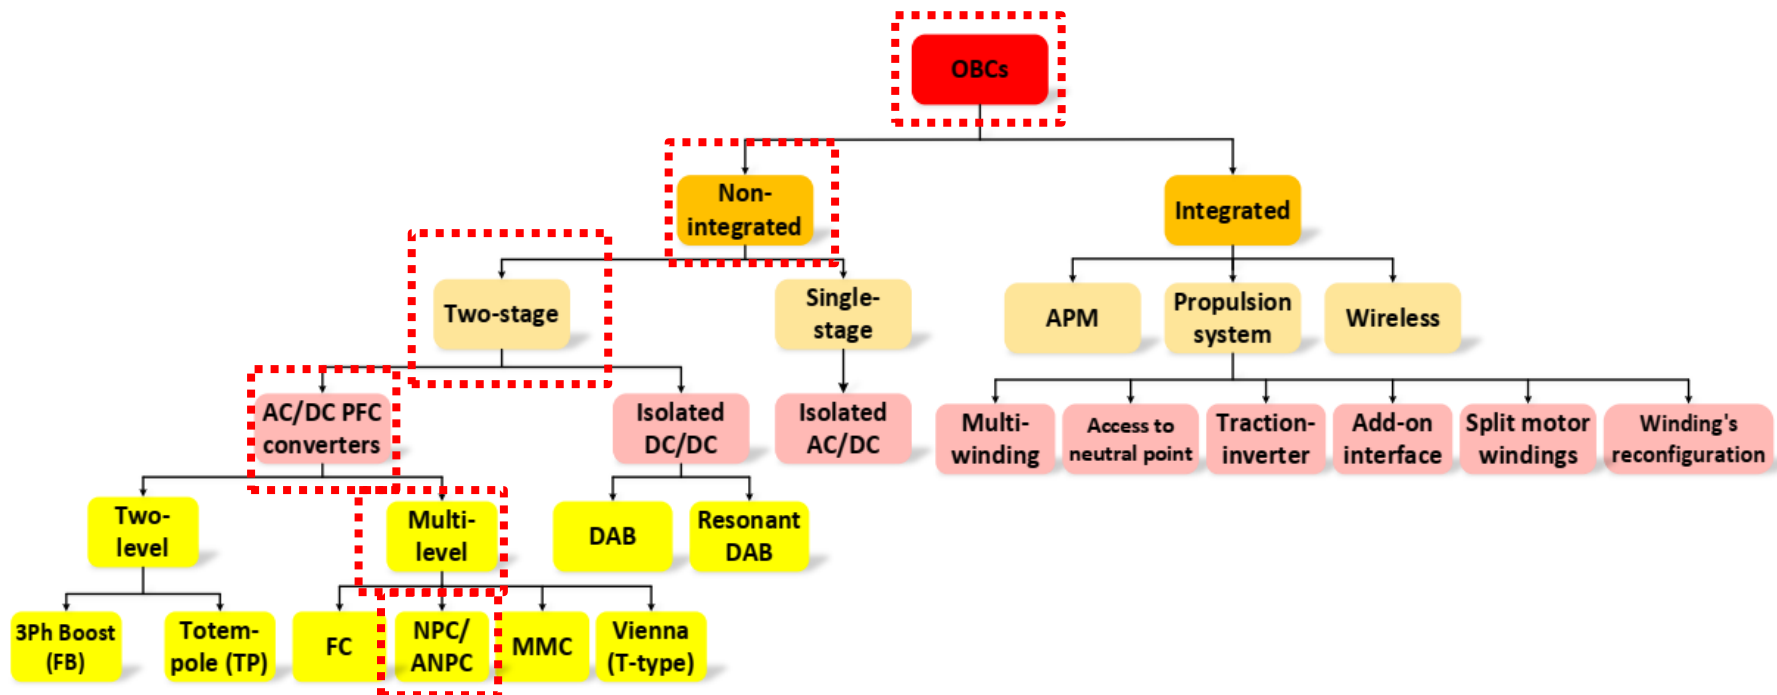 OBCs
Non-
integrated
Integrated
Two-stage
Single-
stage
APM
Propulsion
system
Wireless
AC/DC PFC
converters
Isolated
DC/DC
Isolated
AC/DC
Multi-
winding
Access to
neutral point
Traction-
inverter
Add-on
interface
Split motor
windings
Winding's
reconfiguration
Two-
level
Multi-
level
DAB
Resonant
DAB
3Ph Boost
(FB)
Totem-
pole (TP)
FC
NPC/
ANPC
MMC
Vienna
(T-type)